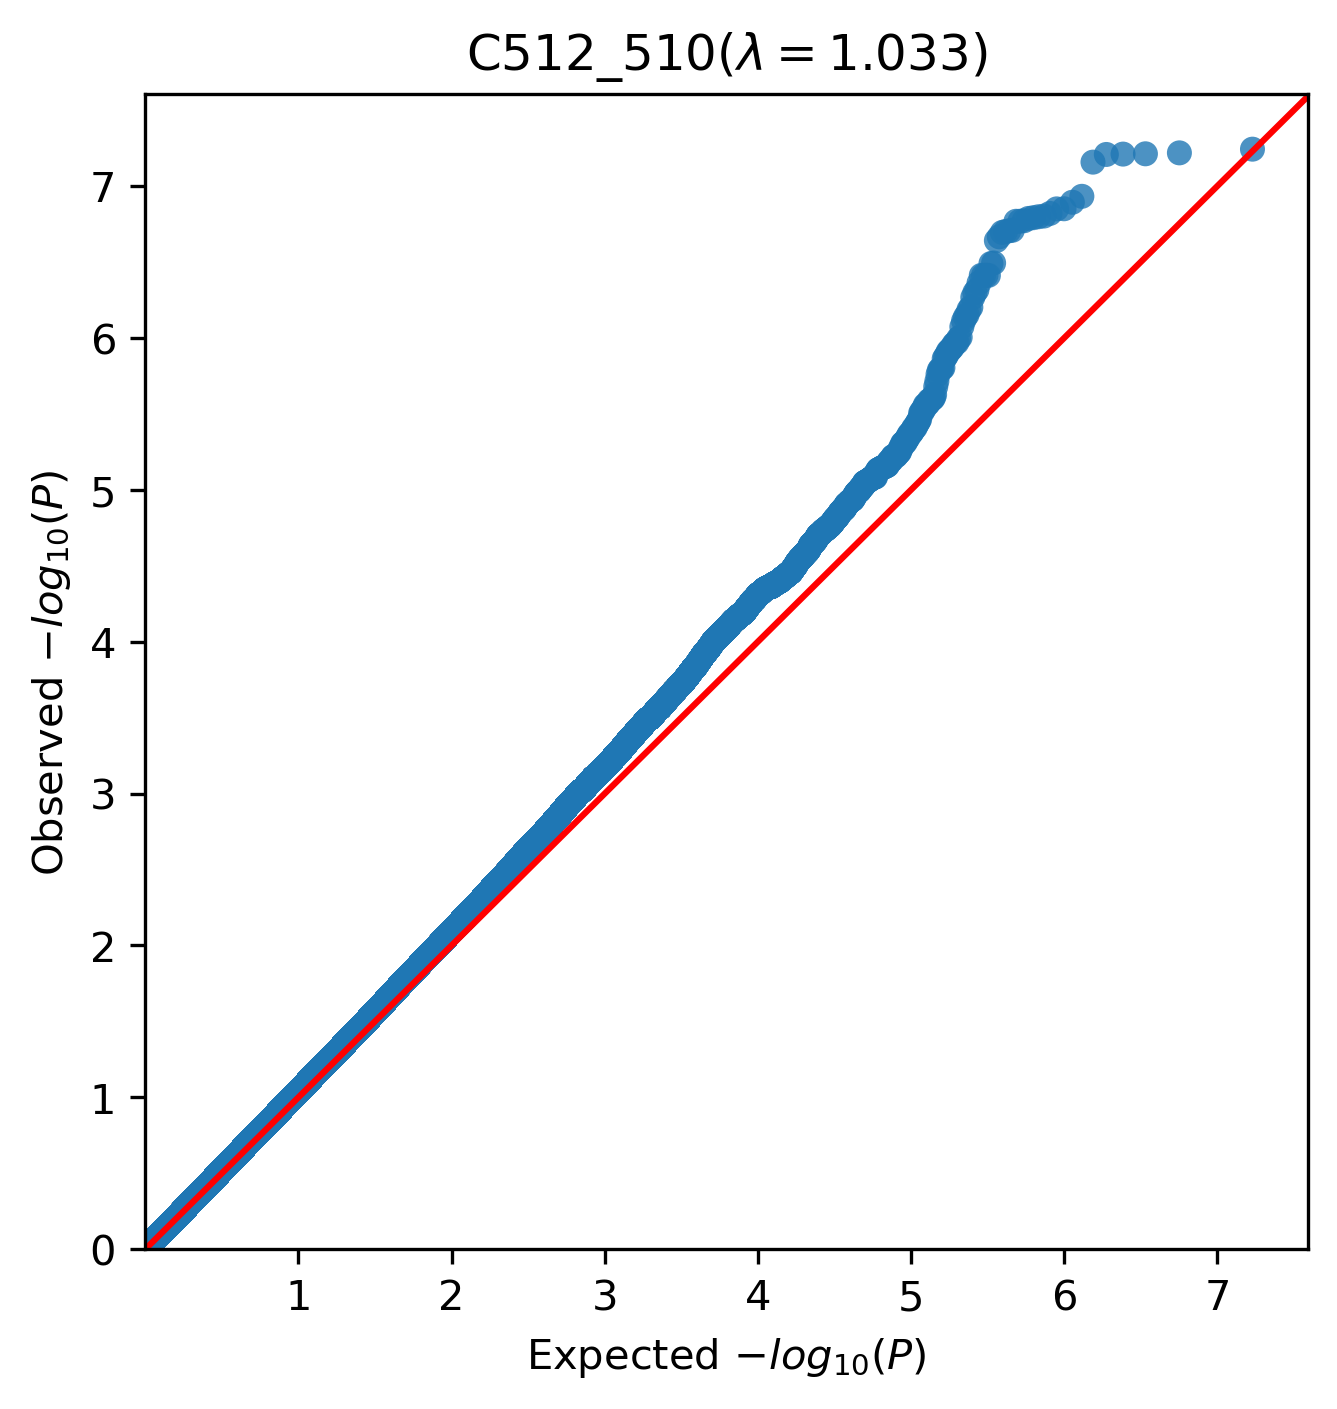 C512_510(λ = 1.033)
Observed −log₁₀(P)
7
6
5
4
3
2
1
0
1 2 3 4 5 6 7
Expected −log₁₀(P)